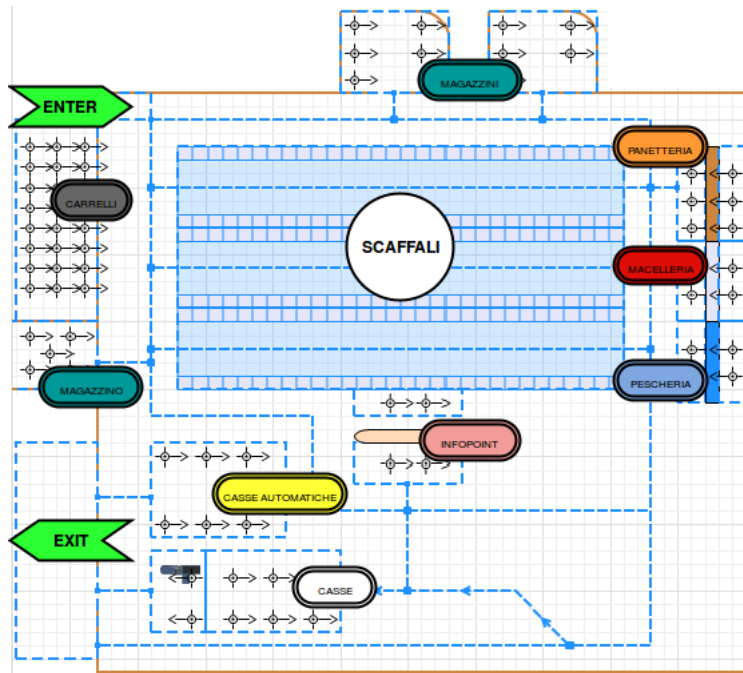 MAGAZZINI
ENTER
PANETTERIA
CARRELLI
SCAFFALI
MACELLERIA
MAGAZZINO
PESCHERIA
INFOPOINT
CASSE AUTOMATICHE
EXIT
CASSE